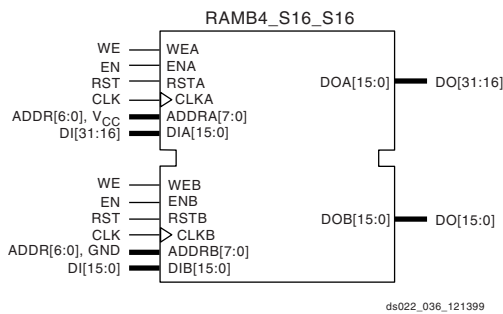 RAMB4_S16_S16
WE WEA
EN ENA
RST RSTA DOA[15:0] DO[31:16]
CLK CLKA
ADDR[6:0], VCC ADDRA[7:0]
DI[31:16] DIA[15:0]
WE WEB
EN ENB
RST RSTB DOB[15:0] DO[15:0]
CLK CLKB
ADDR[6:0], GND ADDRB[7:0]
DI[15:0] DIB[15:0]
ds022_036_121399